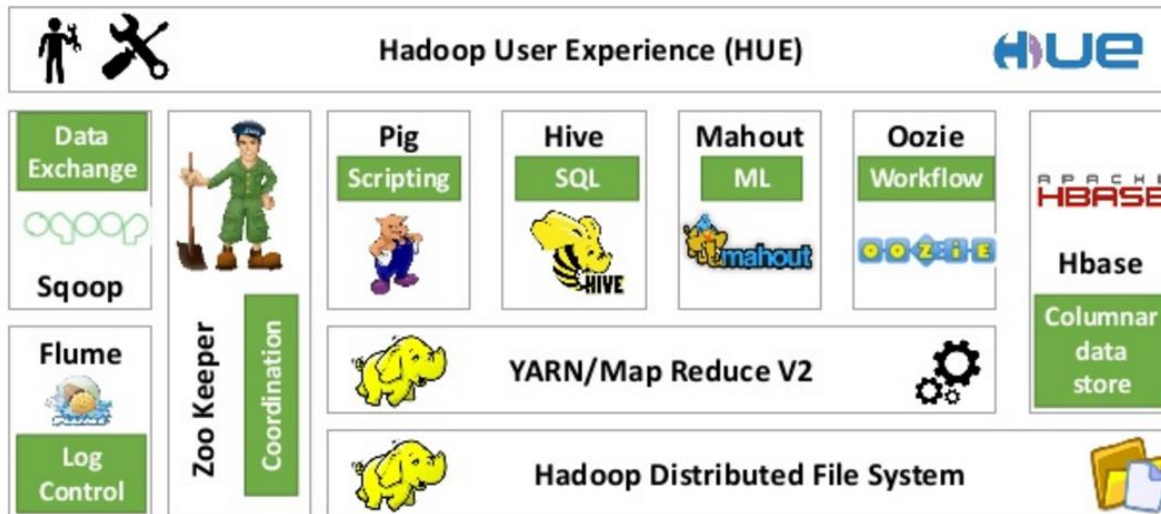 Hadoop User Experience (HUE)
HUE
Data
Exchange
sqoop
Sqoop
Flume
Log
Control
Zoo Keeper
Coordination
Pig
Scripting
Hive
SQL
HIVE
Mahout
ML
mahout
Oozie
Workflow
OOZIE
APACHE
HBASE
Hbase
Columnar
data
store
YARN/Map Reduce V2
Hadoop Distributed File System